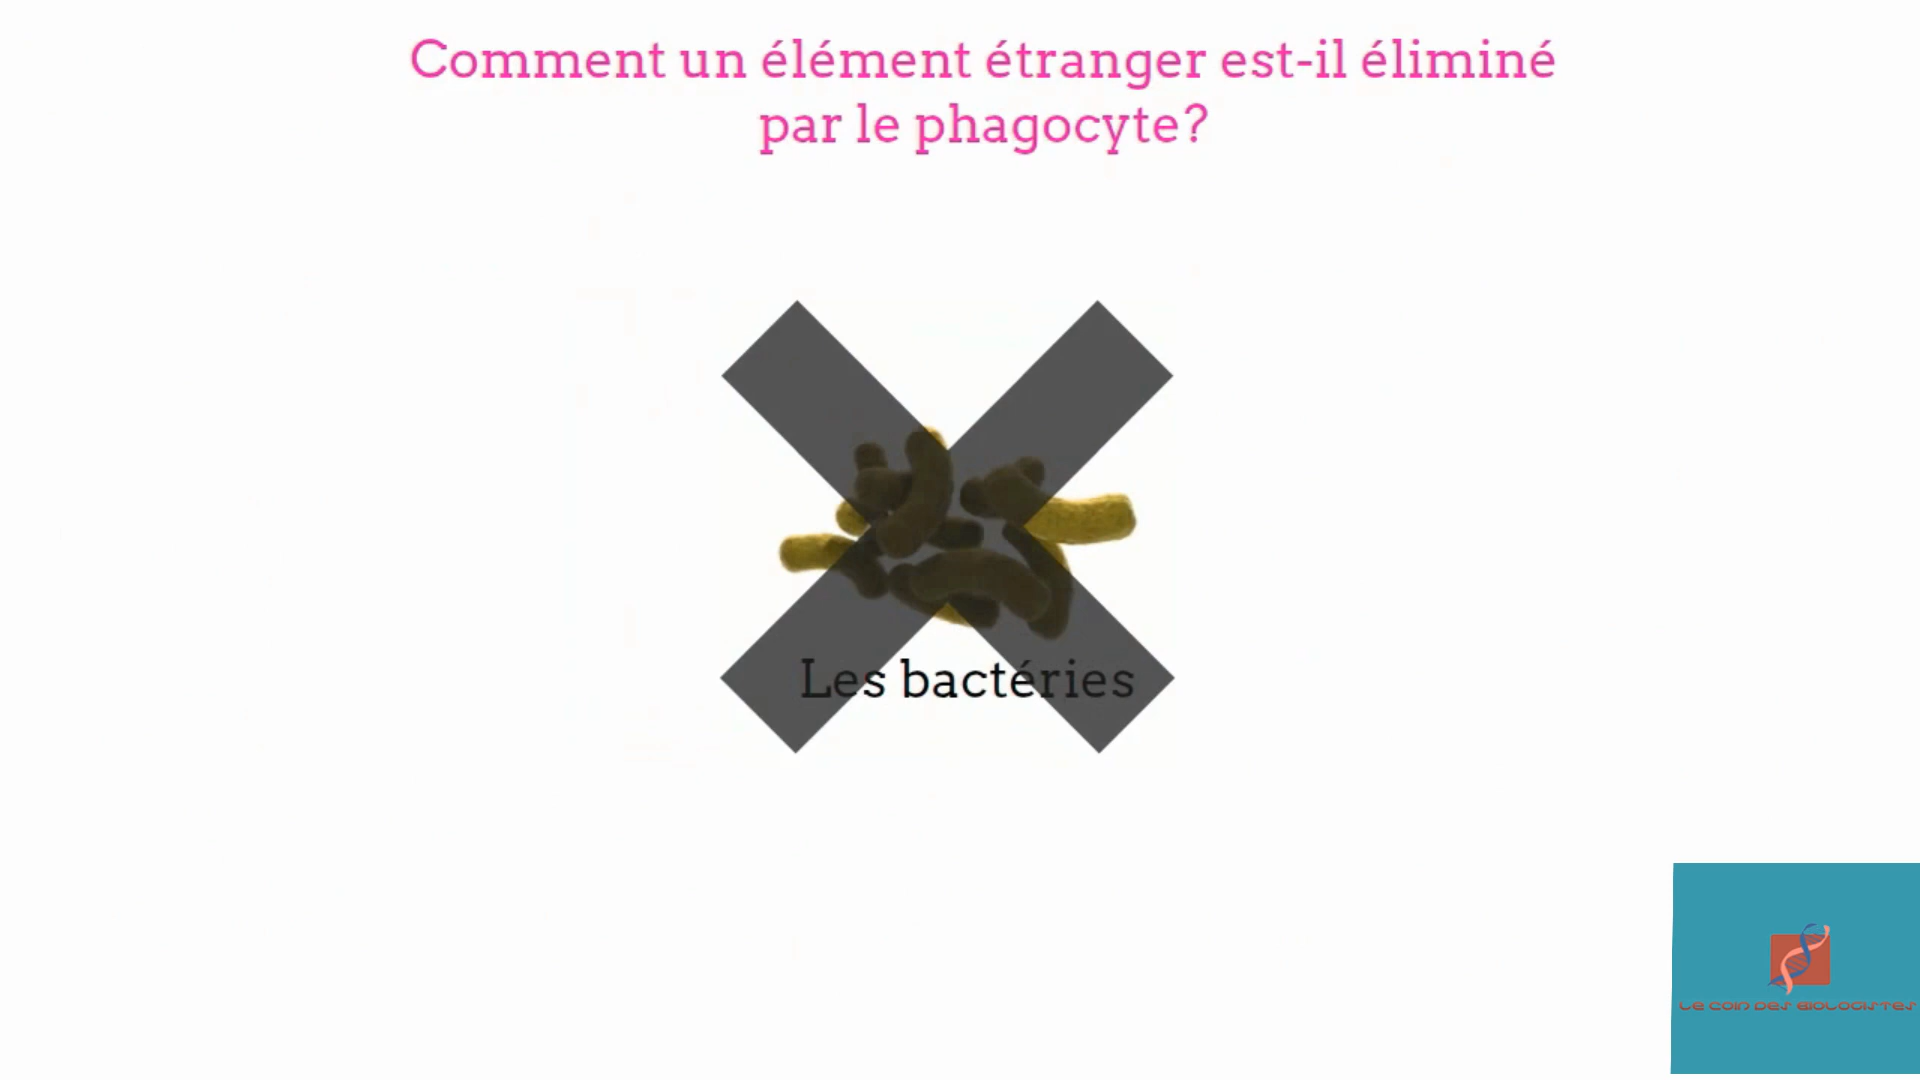 Comment un élément étranger est-il éliminé
par le phagocyte?
Les bactéries
LE COIN DES BIOLOGISTES